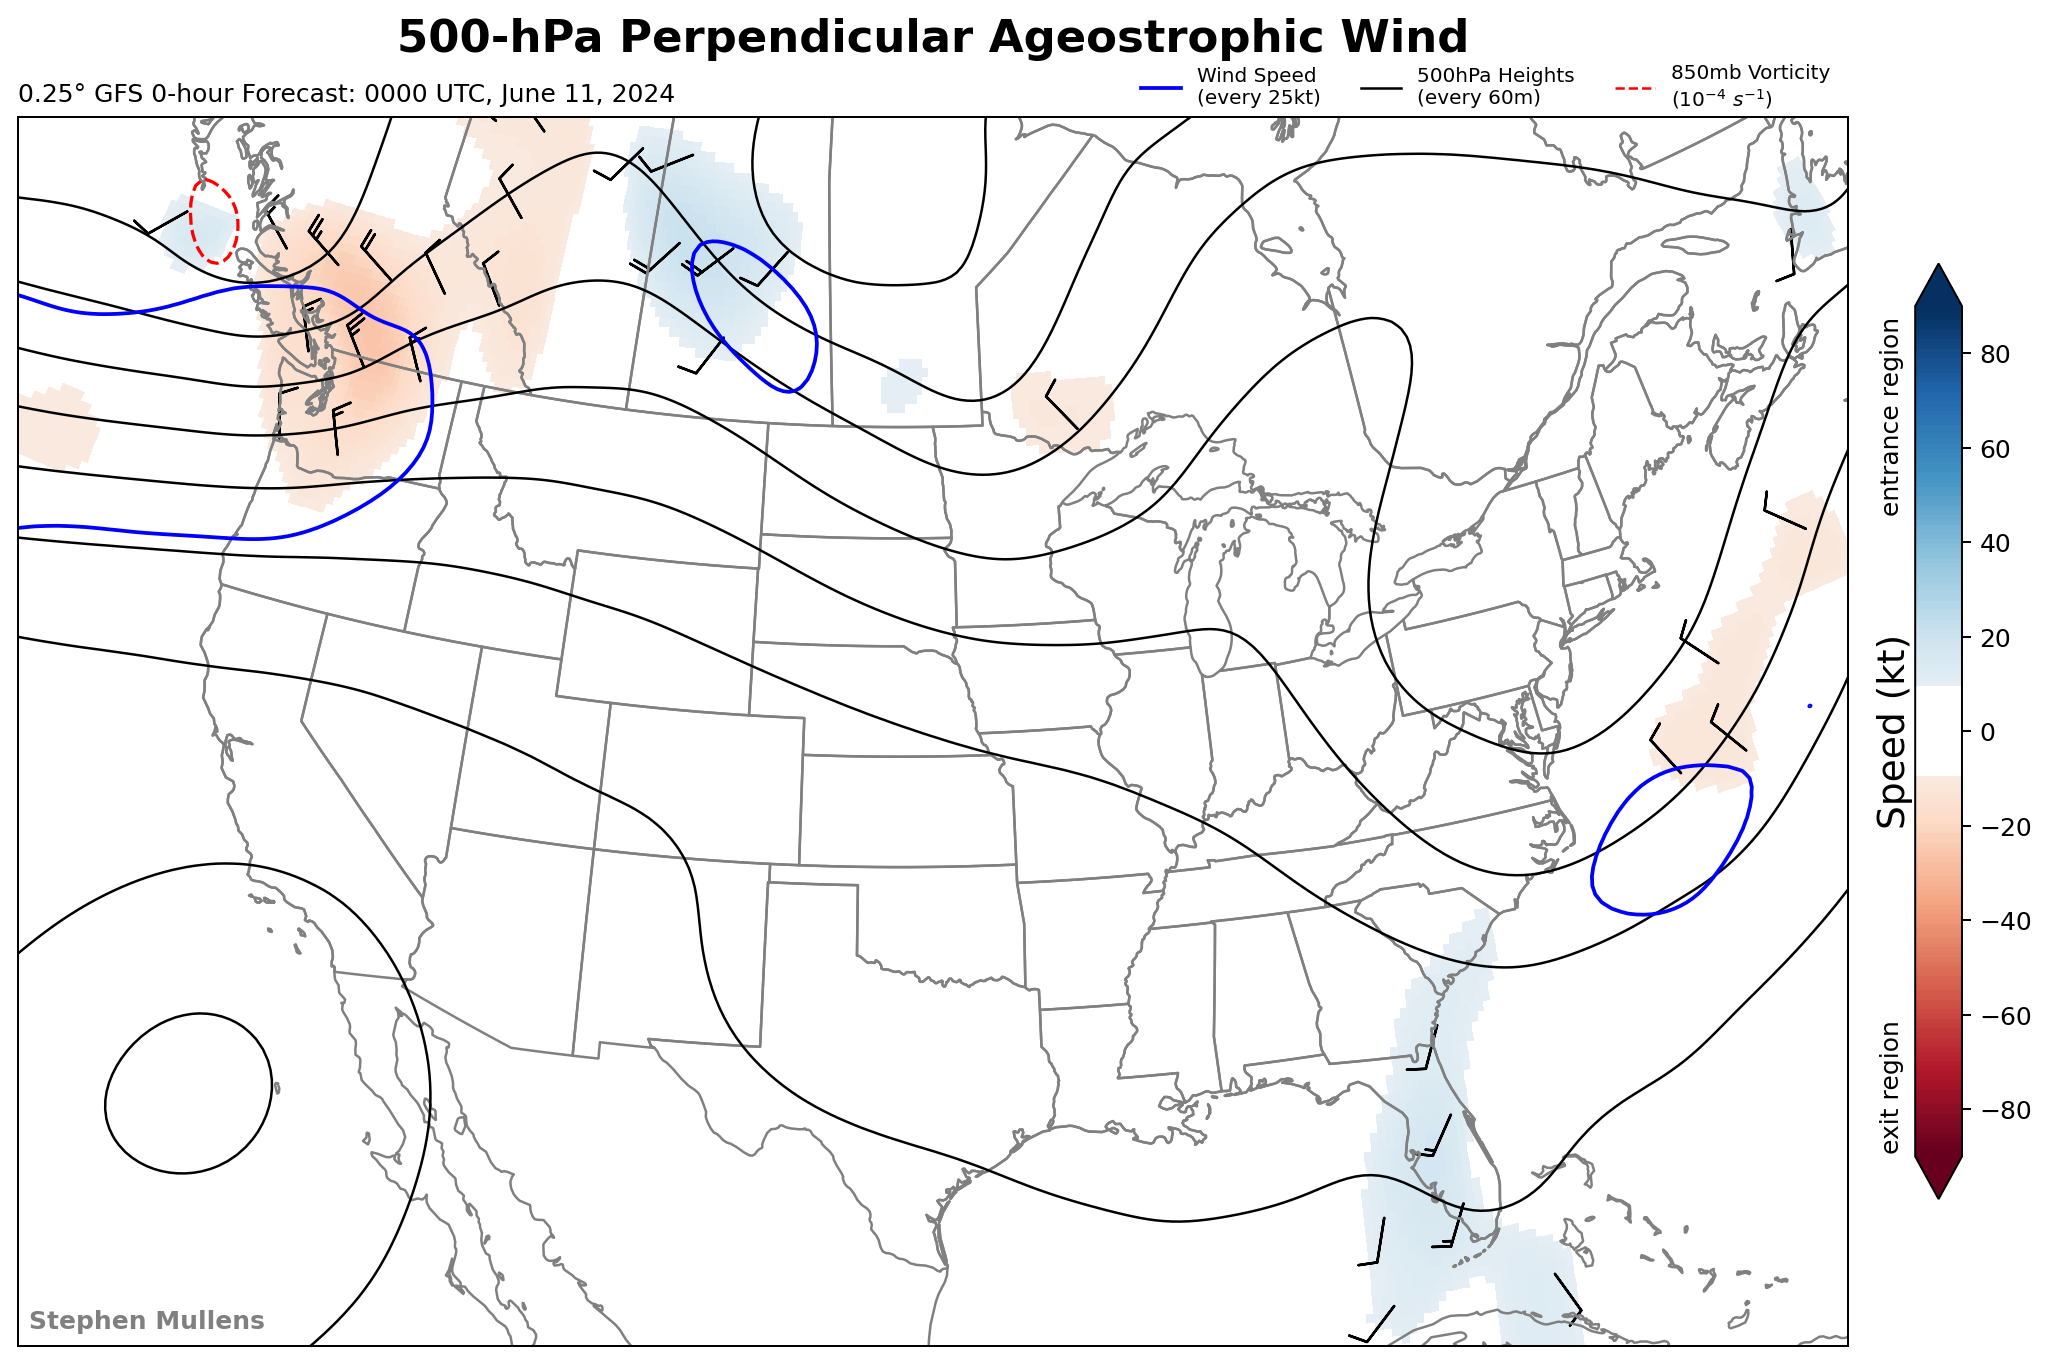 500-hPa Perpendicular Ageostrophic Wind
0.25° GFS 0-hour Forecast: 0000 UTC, June 11, 2024
Wind Speed
(every 25kt)
500hPa Heights
(every 60m)
850mb Vorticity
(10⁻⁴ s⁻¹)
entrance region
Speed (kt)
exit region
80
60
40
20
0
−20
−40
−60
−80
Stephen Mullens